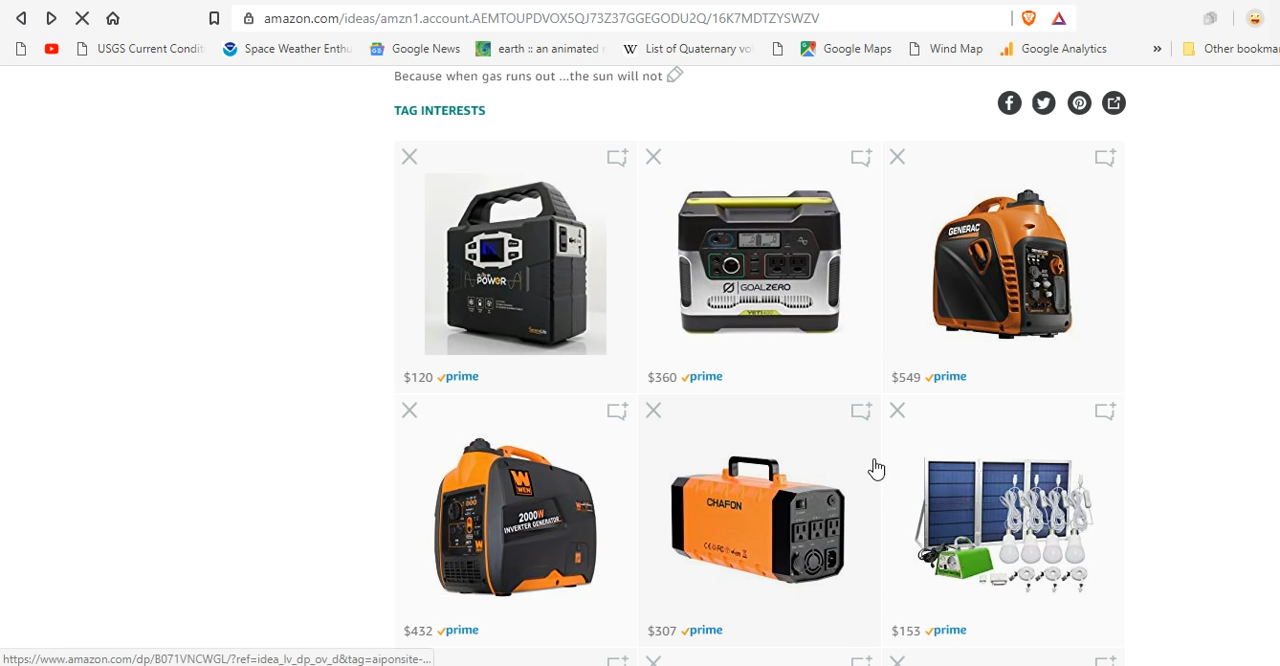 amazon.com/ideas/amzn1.account.AEMTOUPDVOX5QJ73Z37GGEGODU2Q/16K7MDTZYSWZV
USGS Current Condit
Space Weather Enthu
Google News
earth :: an animated
W List of Quaternary vo
Google Maps
Wind Map
Google Analytics
»
Other bookma
Because when gas runs out ...the sun will not
TAG INTERESTS
POWER
GOALZERO
YETI
GENERAC
$120 prime
$360 prime
$549 prime
W
WEN
2000W
INVERTER GENERATOR
CHAFON
$432 prime
$307 prime
$153 prime
https://www.amazon.com/dp/B071VNCWGL/?ref=idea_lv_dp_ov_d&tag=aiponsite-...